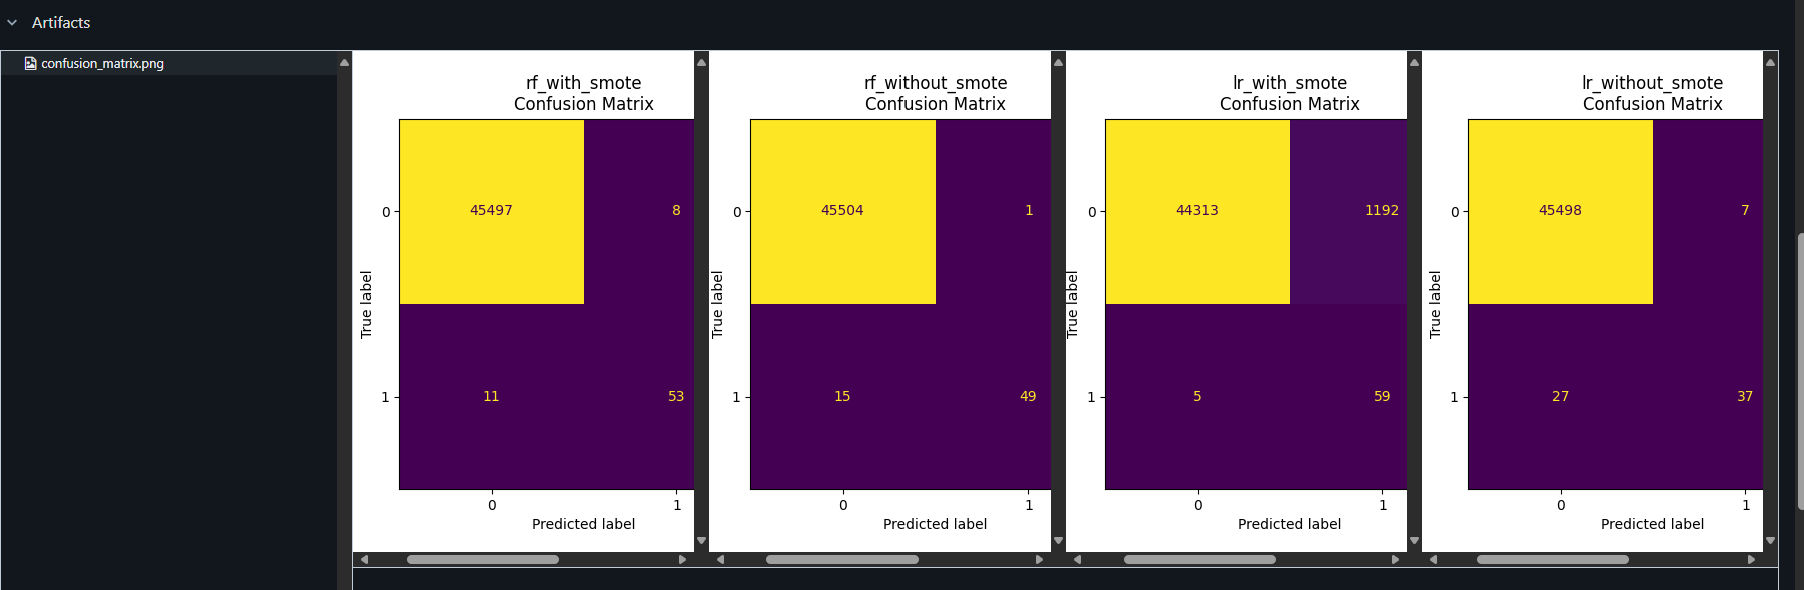 Artifacts
confusion_matrix.png
rf_with_smote
Confusion Matrix
True label
0
45497
8
1
11
53
0
1
Predicted label
rf_without_smote
Confusion Matrix
True label
0
45504
1
1
15
49
0
1
Predicted label
lr_with_smote
Confusion Matrix
True label
0
44313
1192
1
5
59
0
1
Predicted label
lr_without_smote
Confusion Matrix
True label
0
45498
7
1
27
37
0
1
Predicted label